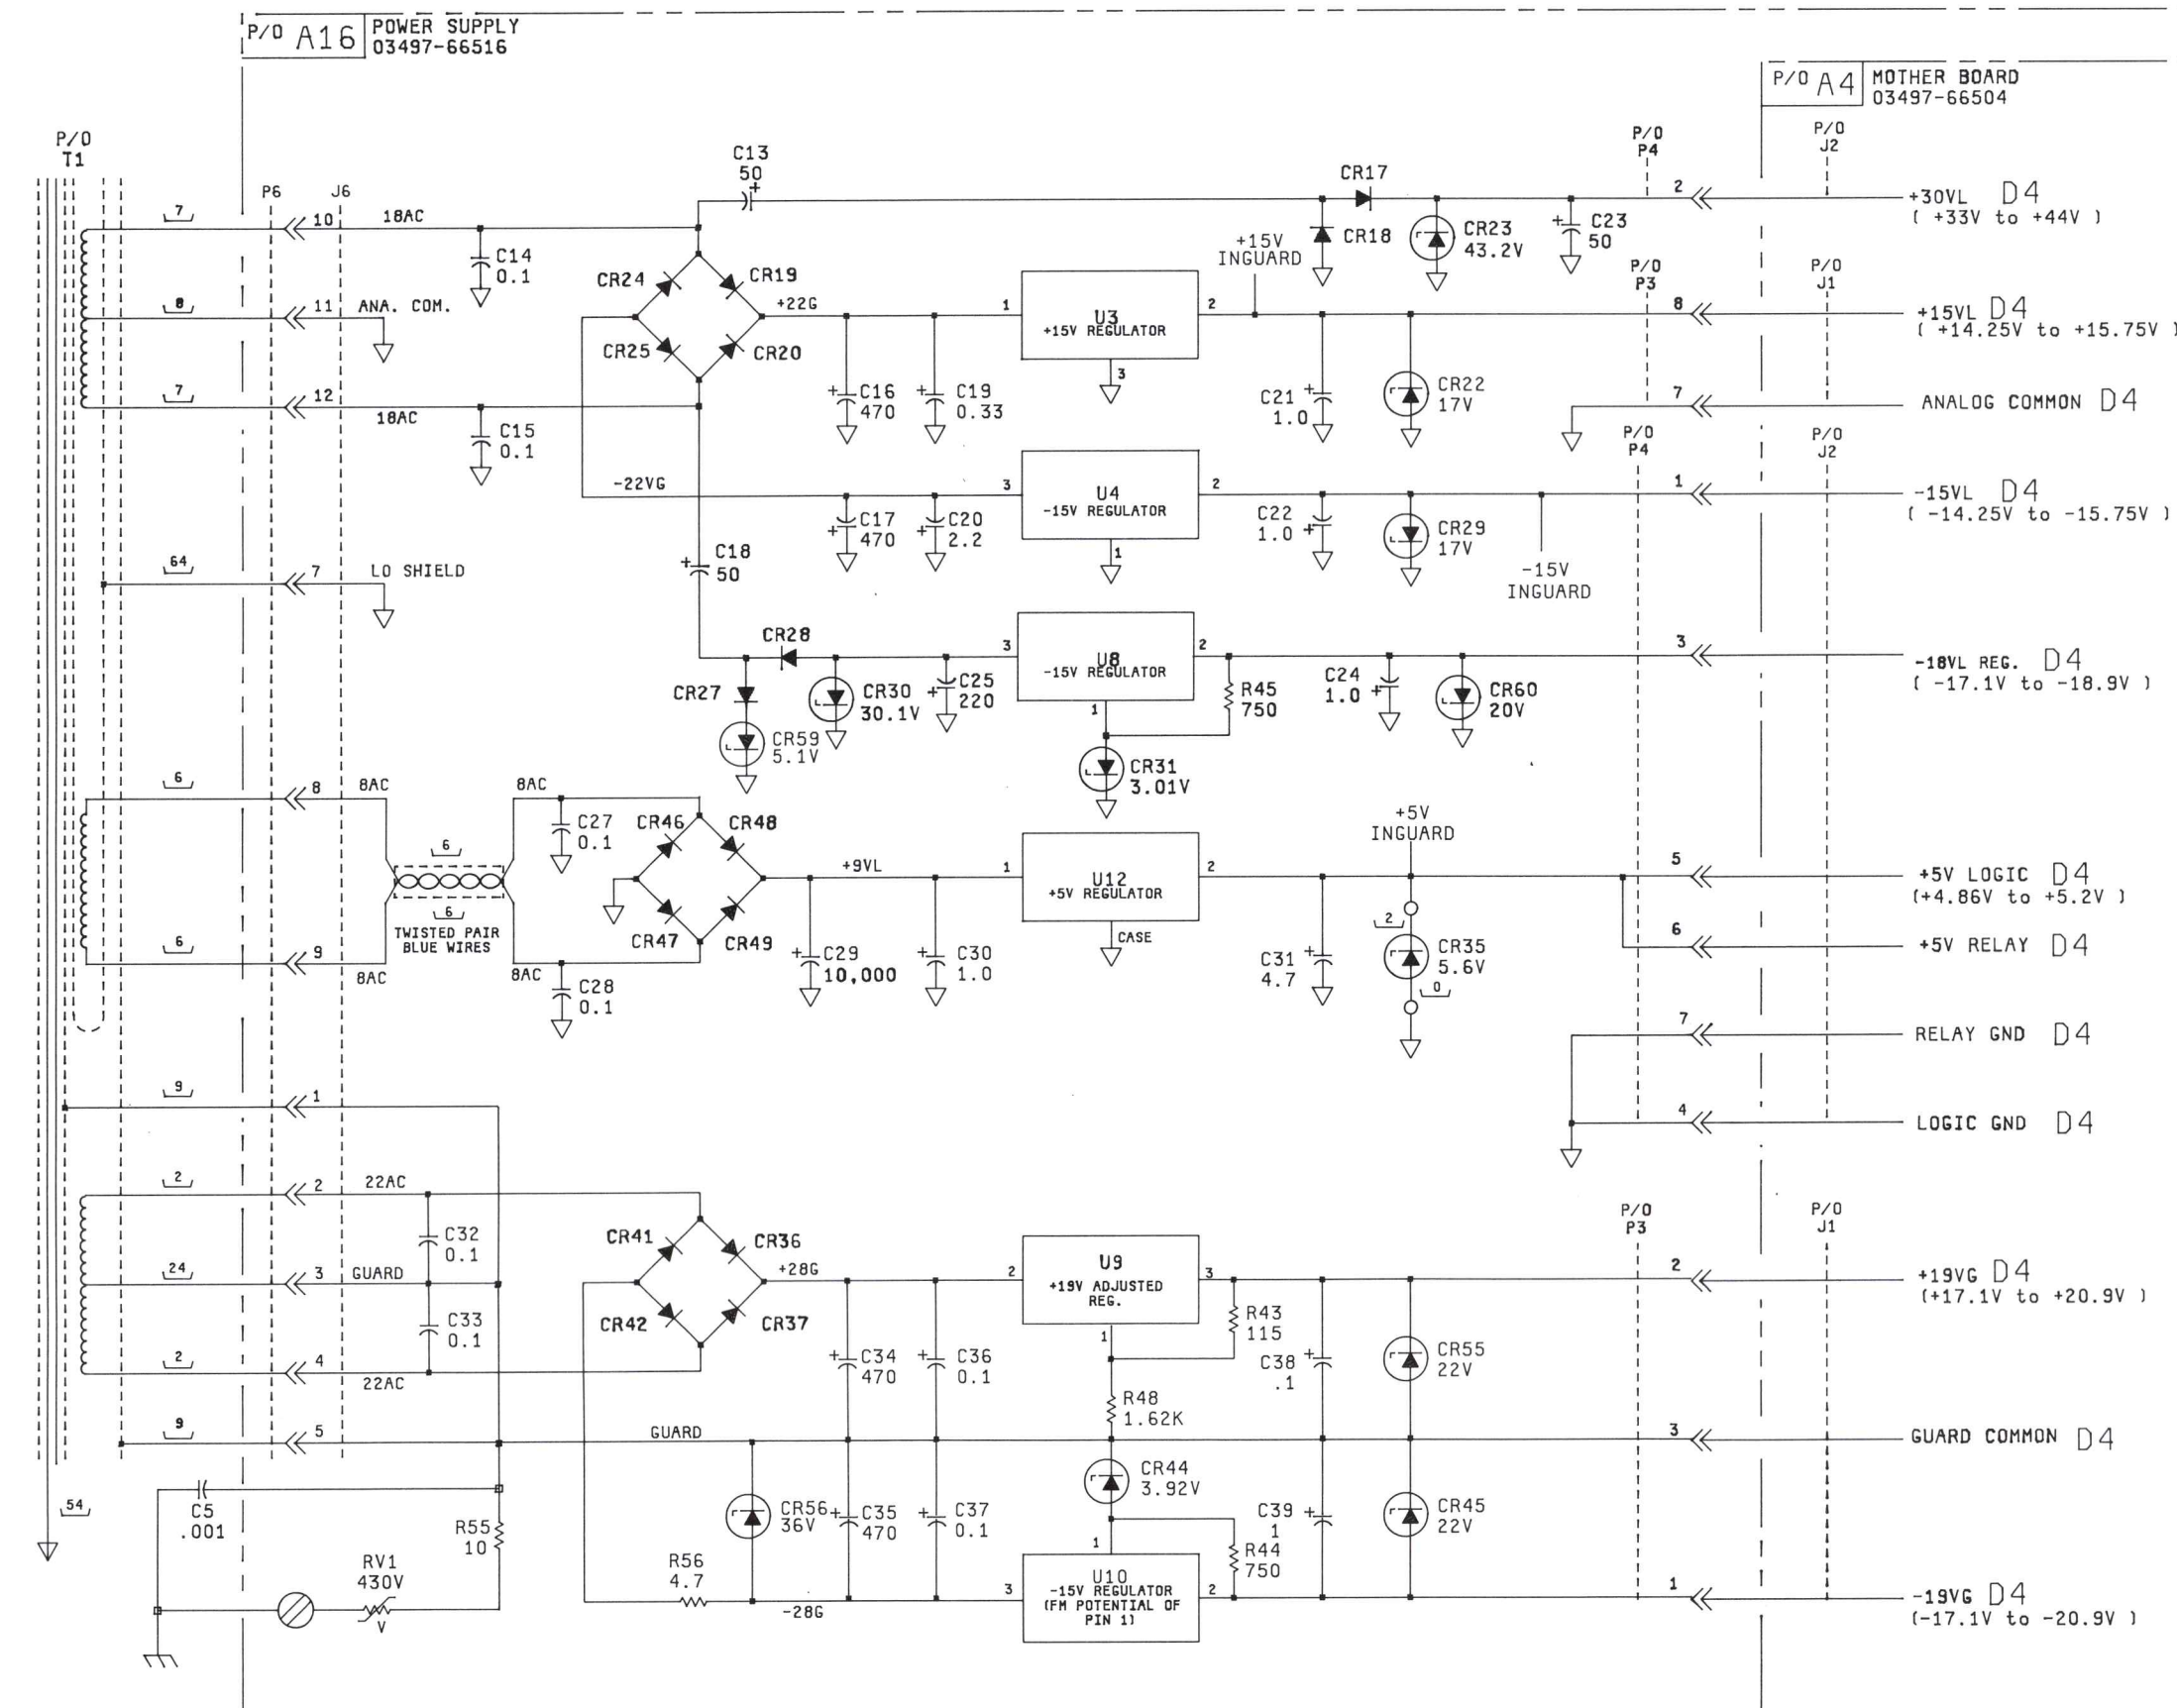 P/O A16 POWER SUPPLY
03497-66516
P/O A4 MOTHER BOARD
03497-66504
P/O
T1
P6
J6
C13
50
+
CR17
P/O
P4
P/O
J2
7
10
18AC
2
+30VL D4
( +33V to +44V )
C14
0.1
CR24
CR19
+15V
INGUARD
CR18
CR23
43.2V
+
C23
50
P/O
P3
P/O
J1
8
11
ANA. COM.
+22G
1
U3
+15V REGULATOR
2
3
8
+15VL D4
( +14.25V to +15.75V )
CR25
CR20
7
12
18AC
C15
0.1
+
C16
470
+
C19
0.33
C21 +
1.0
CR22
17V
7
ANALOG COMMON D4
P/O
P4
P/O
J2
-22VG
3
U4
-15V REGULATOR
2
1
1
-15VL D4
( -14.25V to -15.75V )
+
C17
470
+
C20
2.2
C22
1.0 +
CR29
17V
-15V
INGUARD
64
7
LO SHIELD
+
C18
50
CR28
3
U8
-15V REGULATOR
2
1
3
-18VL REG. D4
( -17.1V to -18.9V )
CR27
CR30
30.1V
+
C25
220
R45
750
C24
1.0 +
CR60
20V
CR59
5.1V
CR31
3.01V
6
8
8AC
8AC
C27
0.1
CR46
CR48
+5V
INGUARD
6
6
TWISTED PAIR
BLUE WIRES
+9VL
1
U12
+5V REGULATOR
2
CASE
5
+5V LOGIC D4
(+4.86V to +5.2V )
CR47
CR49
6
9
8AC
8AC
C28
0.1
+
C29
10,000
+
C30
1.0
C31 +
4.7
2
CR35
5.6V
0
6
+5V RELAY D4
7
RELAY GND D4
9
1
4
LOGIC GND D4
2
2
22AC
C32
0.1
CR41
CR36
P/O
P3
P/O
J1
24
3
GUARD
+28G
2
U9
+19V ADJUSTED
REG.
3
1
R43
115
2
+19VG D4
(+17.1V to +20.9V )
C33
0.1
CR42
CR37
2
4
22AC
+
C34
470
+
C36
0.1
C38 +
.1
CR55
22V
R48
1.62K
9
5
GUARD
3
GUARD COMMON D4
CR44
3.92V
C5
.001
54
R55
10
CR56
36V
+
C35
470
+
C37
0.1
C39 +
1
CR45
22V
RV1
430V
V
R56
4.7
-28G
3
1
U10
-15V REGULATOR
(FM POTENTIAL OF
PIN 1)
2
R44
750
1
-19VG D4
(-17.1V to -20.9V )